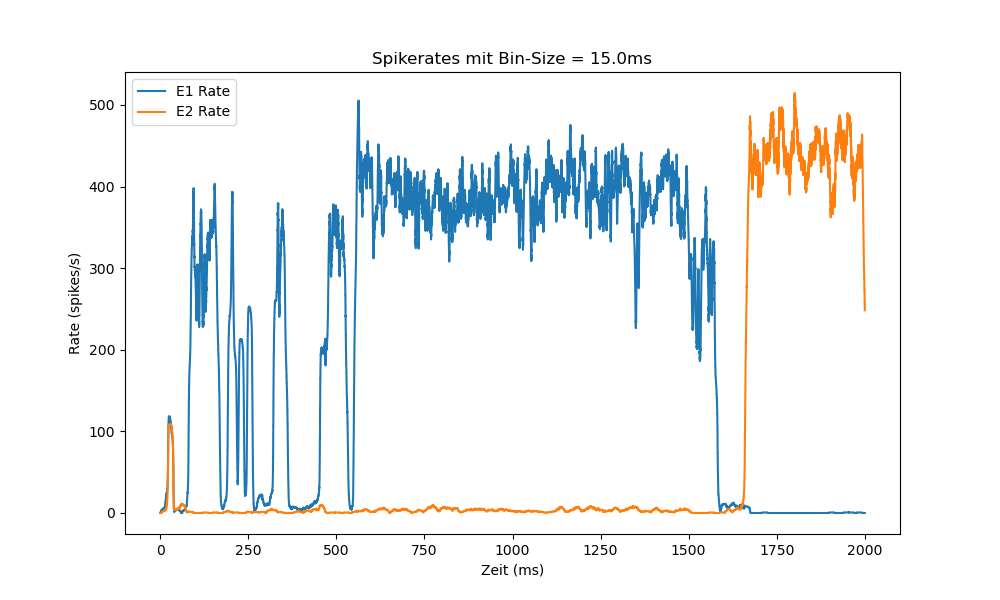 Spikerates mit Bin-Size = 15.0ms
E1 Rate
E2 Rate
500
400
300
200
100
0
Rate (spikes/s)
0 250 500 750 1000 1250 1500 1750 2000
Zeit (ms)